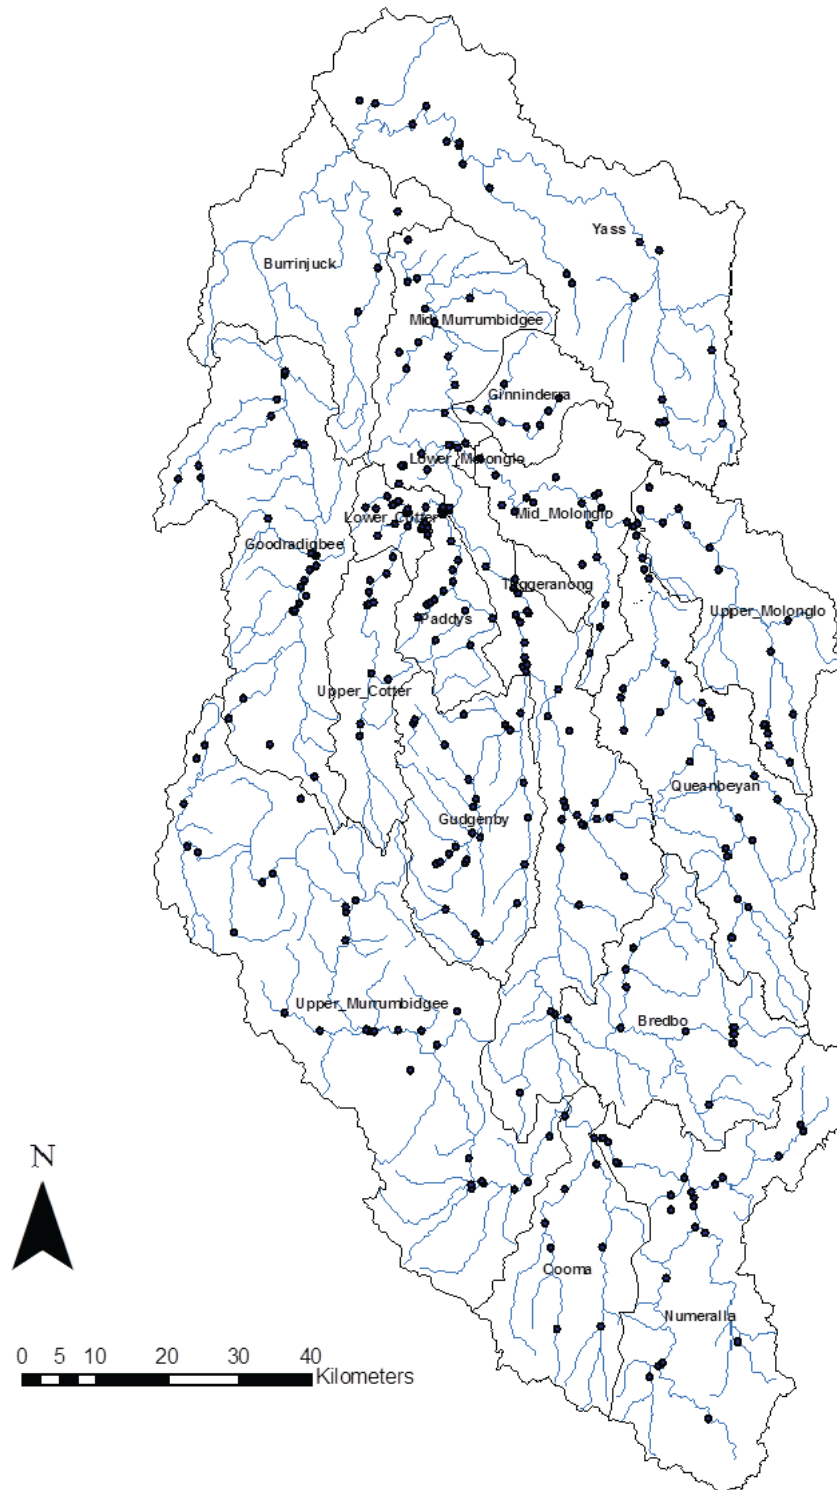 Yass
Burrinjuck
Mid_Murrumbidgee
Ginninderra
Lower_Molonglo
Lower_Cotter
Mid_Molonglo
Goodradigbee
Tuggeranong
Upper_Molonglo
Paddys
Upper_Cotter
Queanbeyan
Gudgenby
Upper_Murrumbidgee
Bredbo
N
Cooma
Numeralla
0 5 10 20 30 40
Kilometers